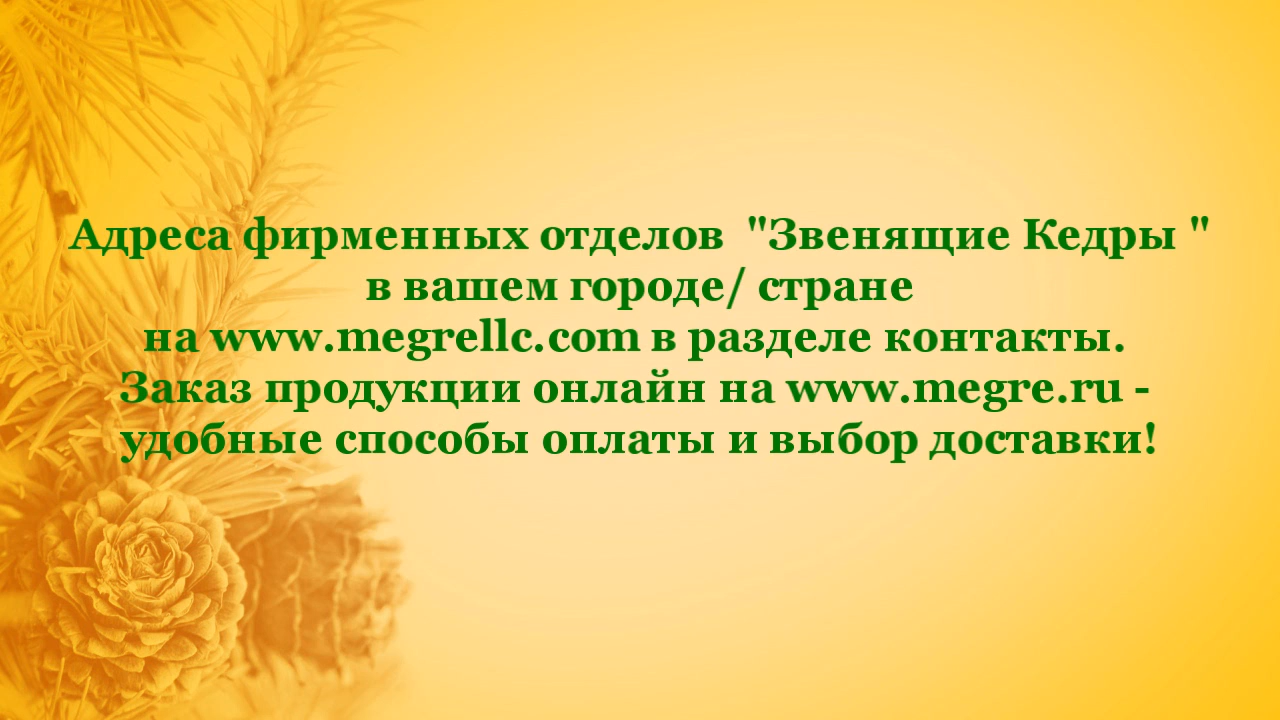 Адреса фирменных отделов  "Звенящие Кедры "
в вашем городе/ стране
на www.megrellc.com в разделе контакты.
Заказ продукции онлайн на www.megre.ru -
удобные способы оплаты и выбор доставки!